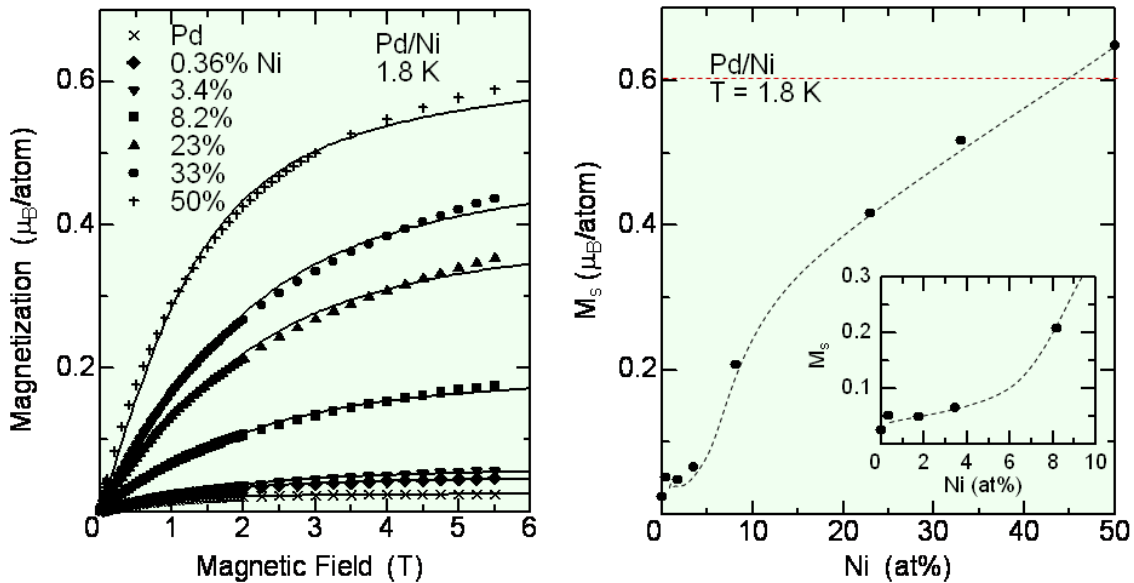 Pd
0.36% Ni
3.4%
8.2%
23%
33%
50%
Pd/Ni
1.8 K
0.6
0.4
0.2
0
1
2
3
4
5
6
Magnetization (μB/atom)
Magnetic Field (T)
Pd/Ni
T = 1.8 K
0.6
0.4
0.2
0
10
20
30
40
50
Ms (μB/atom)
Ni (at%)
0.3
0.2
0.1
0
2
4
6
8
10
Ms
Ni (at%)